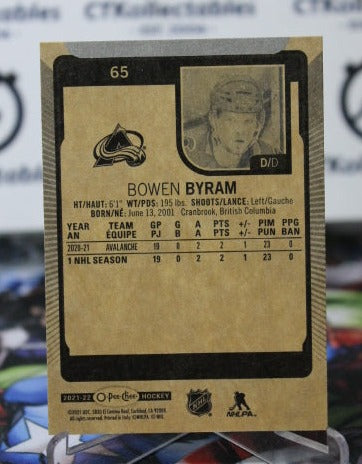 CTKollectables
65
D/D
BOWEN BYRAM
HT/HAUT: 6'1" WT/PDS: 195 lbs. SHOOTS/LANCE: Left/Gauche
BORN/NÉ: June 13, 2001 Cranbrook, British Columbia
YEAR TEAM GP G A PTS +/- PIM PPG
AN ÉQUIPE PJ B A PTS +/- PUN BAN
2020-21 AVALANCHE 19 0 2 2 1 23 0
1 NHL SEASON 19 0 2 2 1 23 0
2021-22 O-Pee-Chee HOCKEY
NHL
NHLPA